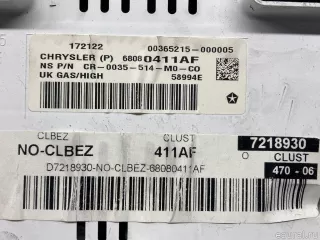 172122 00365215-000005
CHRYSLER (P) 68080411AF
NS P/N CR-0035-514-M0-CO
UK GAS/HIGH 58994E
CLBEZ CLUST 7218930
NO-CLBEZ 411AF O CLUST
D7218930-NO-CLBEZ-68080411AF 470-06